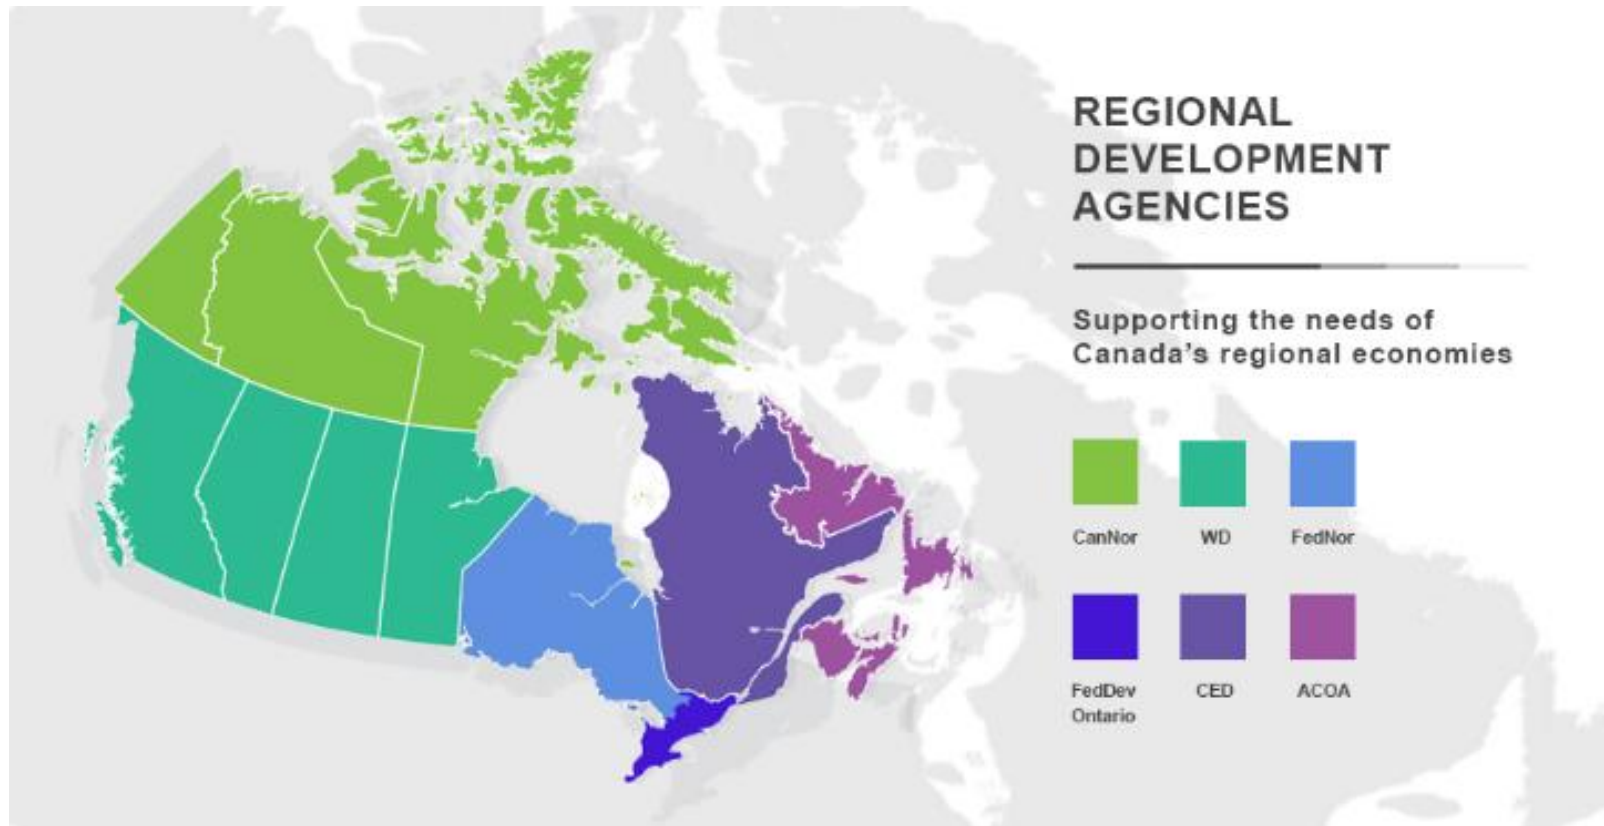 REGIONAL
DEVELOPMENT
AGENCIES
Supporting the needs of
Canada's regional economies
CanNor
WD
FedNor
FedDev
Ontario
CED
ACOA